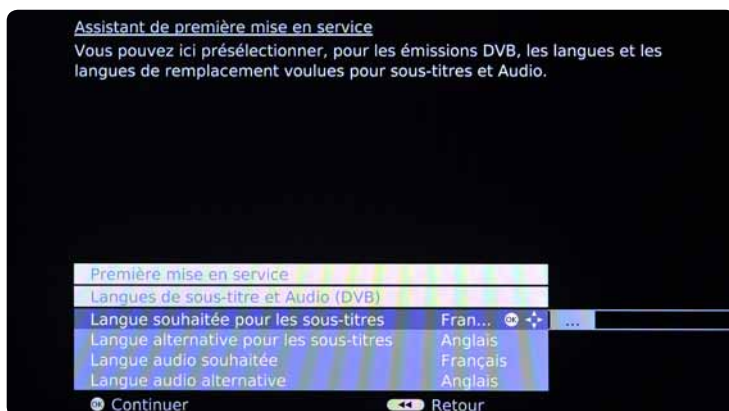 Assistant de première mise en service
Vous pouvez ici présélectionner, pour les émissions DVB, les langues et les
langues de remplacement voulues pour sous-titres et Audio.
Première mise en service
Langues de sous-titre et Audio (DVB)
Langue souhaitée pour les sous-titres Fran... OK ...
Langue alternative pour les sous-titres Anglais
Langue audio souhaitée Français
Langue audio alternative Anglais
OK Continuer Retour